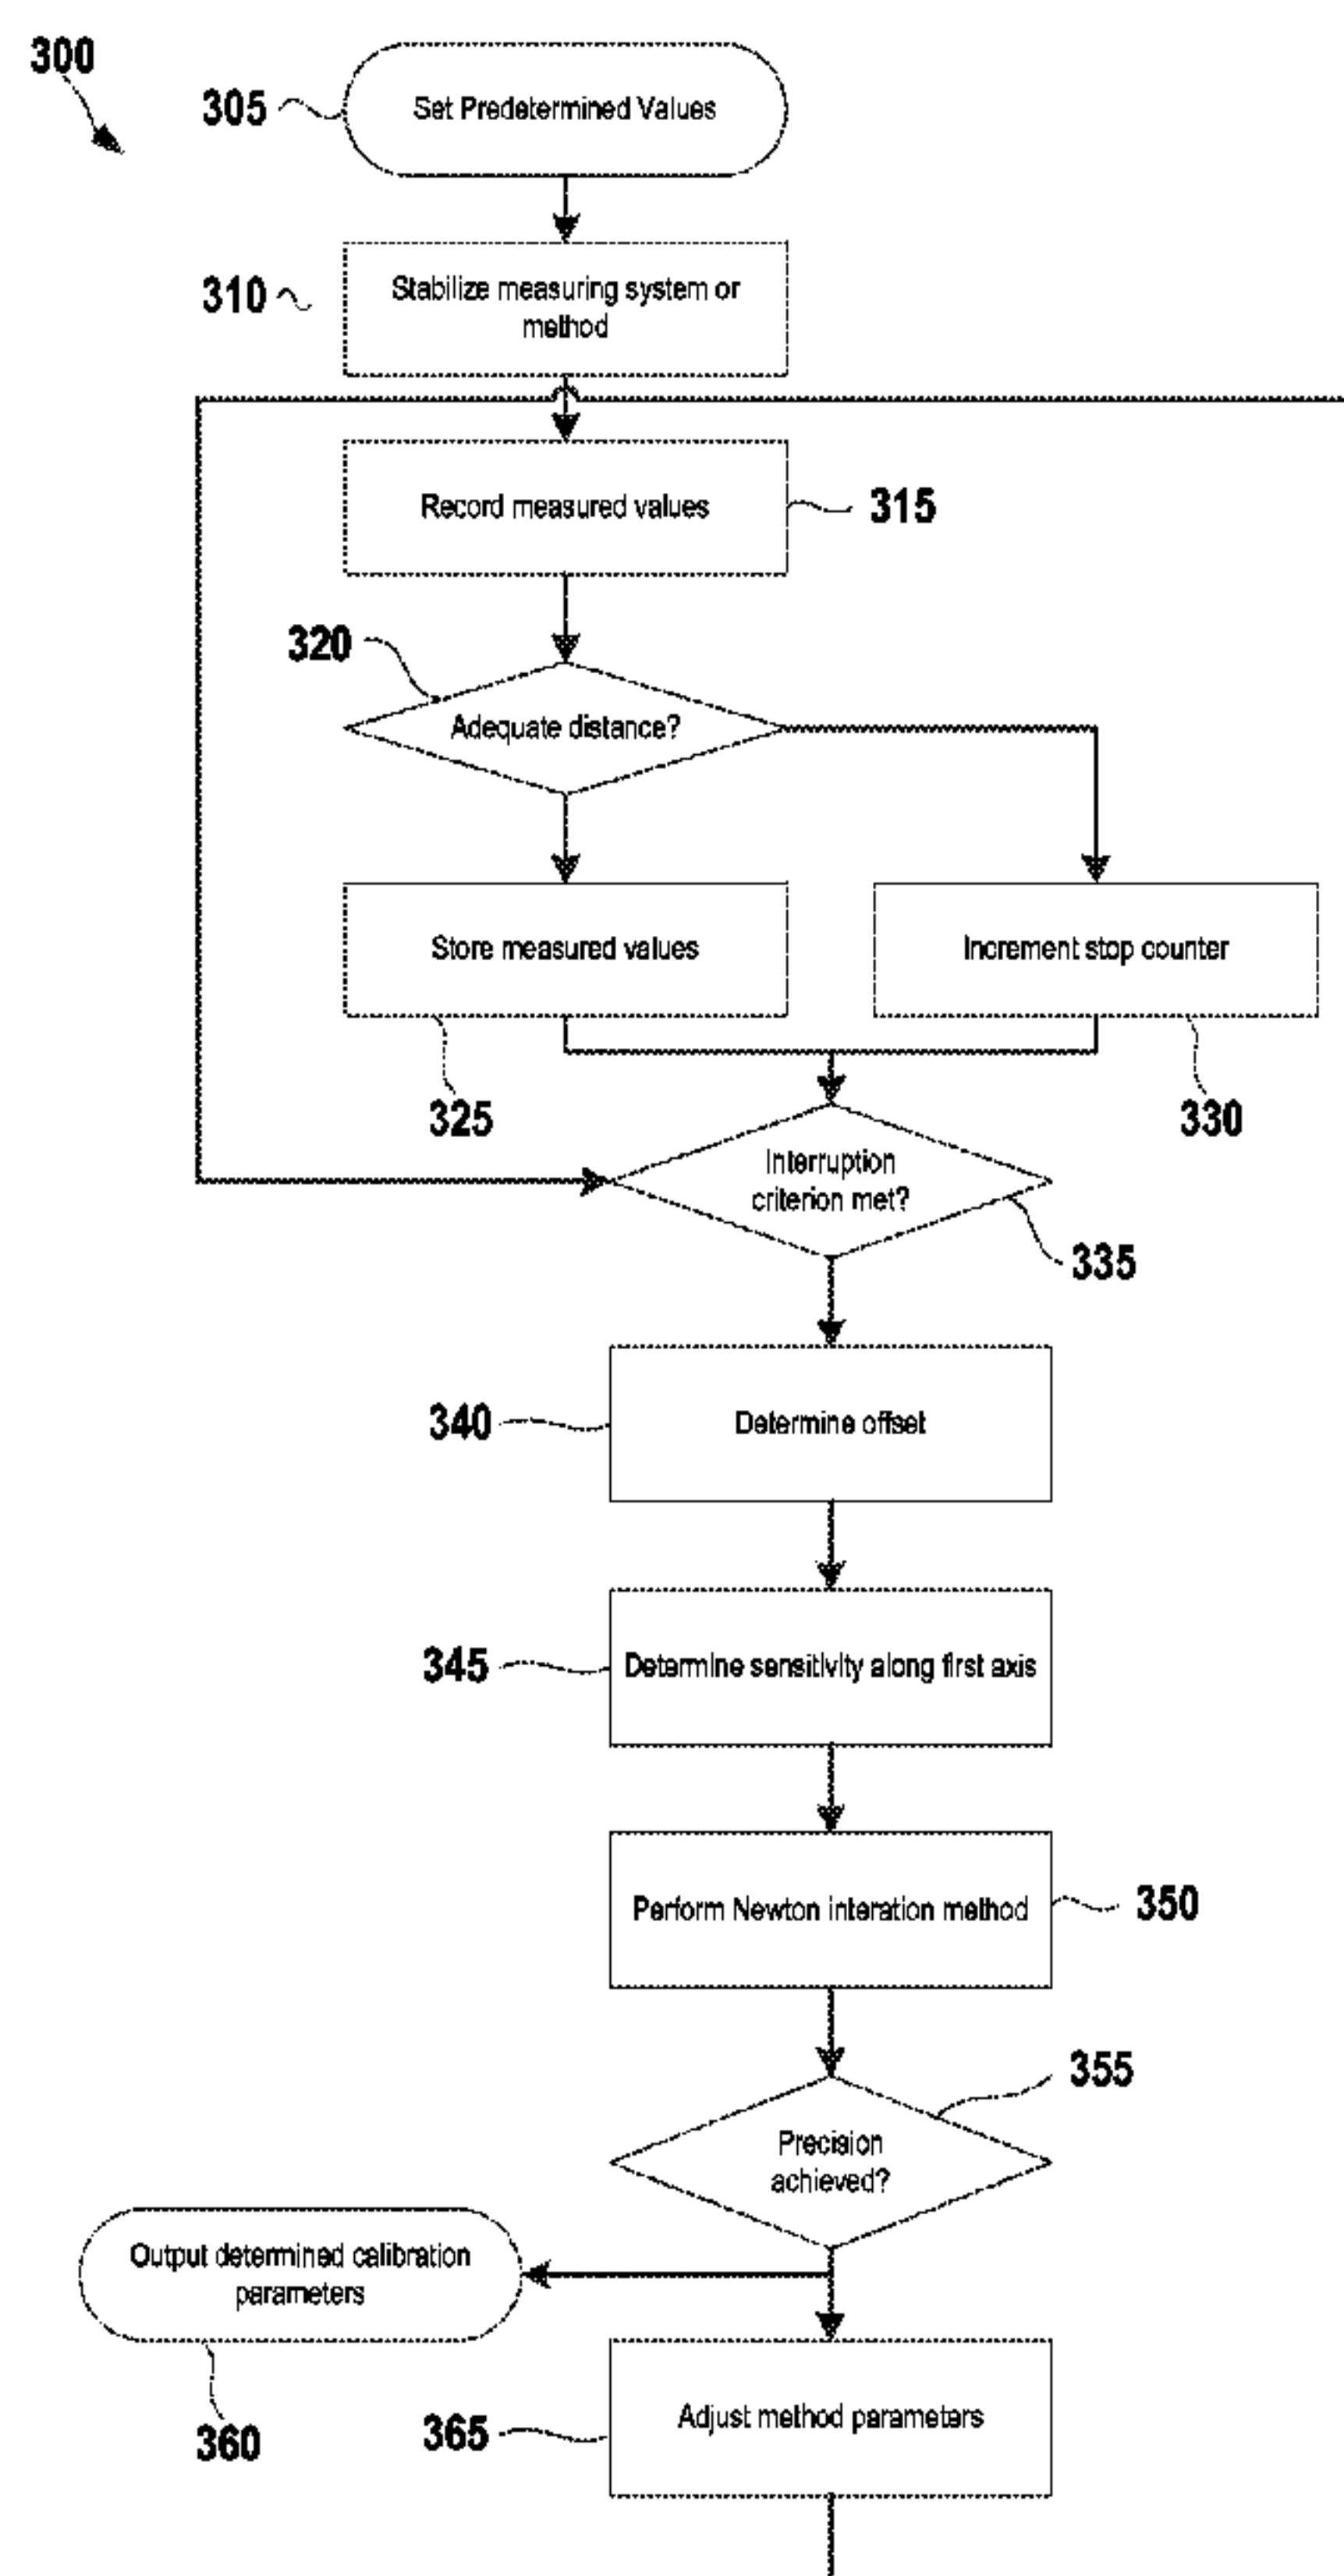 300
305
Set Predetermined Values
310
Stabilize measuring system or
method
Record measured values
315
320
Adequate distance?
Store measured values
Increment stop counter
325
330
Interruption
criterion met?
335
340
Determine offset
345
Determine sensitivity along first axis
Perform Newton interation method
350
355
Precision
achieved?
Output determined calibration
parameters
360
365
Adjust method parameters